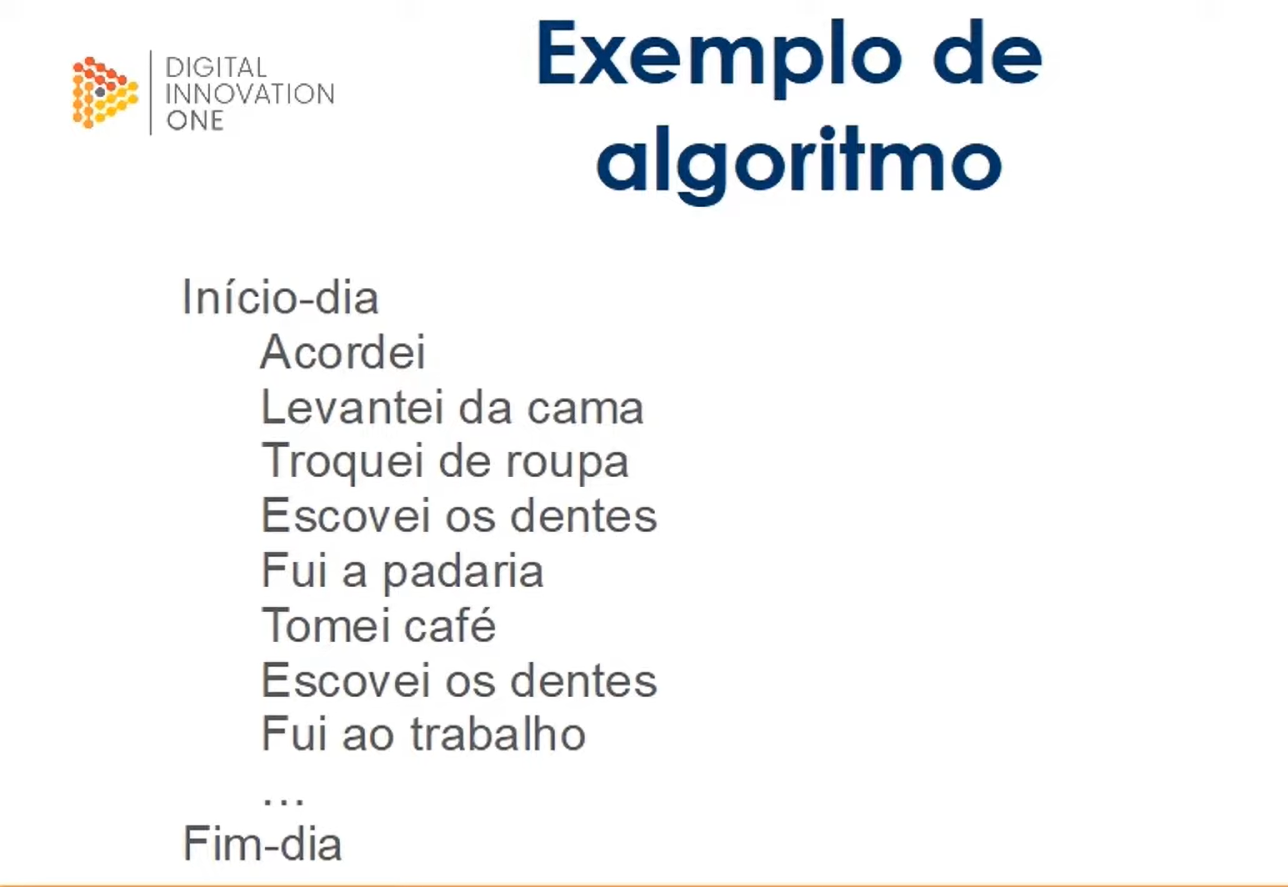 DIGITAL
INNOVATION
ONE
Exemplo de
algoritmo
Início-dia
Acordei
Levantei da cama
Troquei de roupa
Escovei os dentes
Fui a padaria
Tomei café
Escovei os dentes
Fui ao trabalho
...
Fim-dia